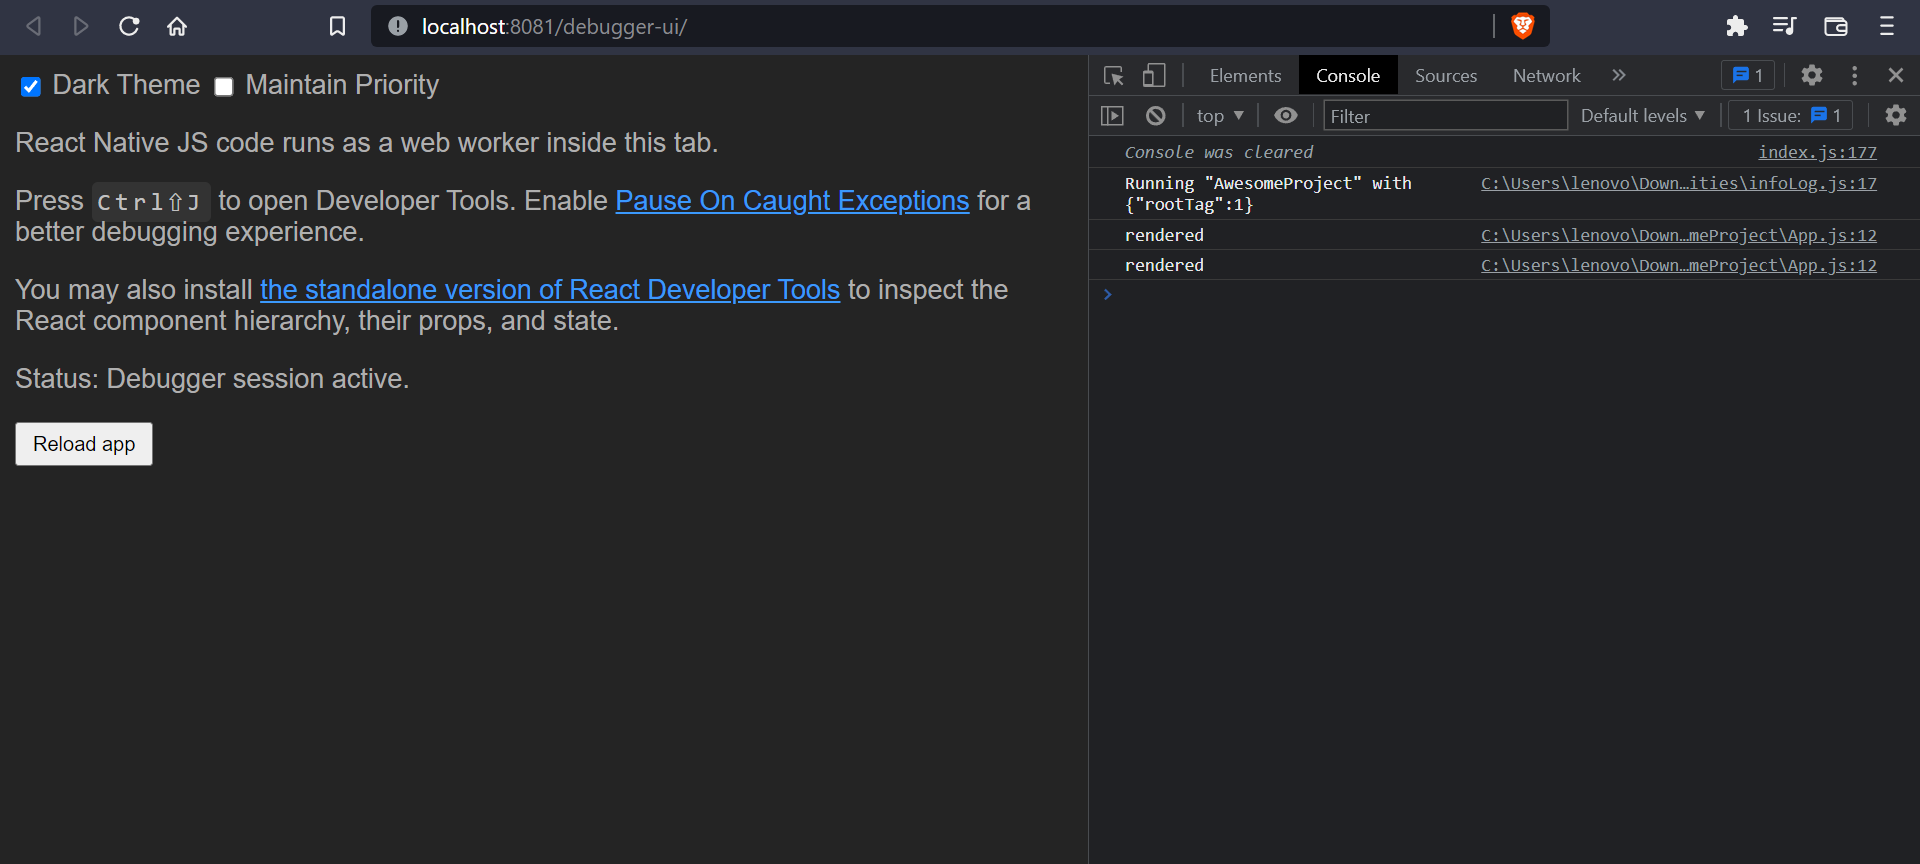 localhost:8081/debugger-ui/
Dark Theme Maintain Priority
React Native JS code runs as a web worker inside this tab.
Press Ctrl⇧J to open Developer Tools. Enable Pause On Caught Exceptions for a
better debugging experience.
You may also install the standalone version of React Developer Tools to inspect the
React component hierarchy, their props, and state.
Status: Debugger session active.
Reload app
Elements Console Sources Network » 1
top ▼ Filter Default levels ▼ 1 Issue: 1
Console was cleared index.js:177
Running "AwesomeProject" with C:\Users\lenovo\Down…ities\infoLog.js:17
{"rootTag":1}
rendered C:\Users\lenovo\Down…meProject\App.js:12
rendered C:\Users\lenovo\Down…meProject\App.js:12